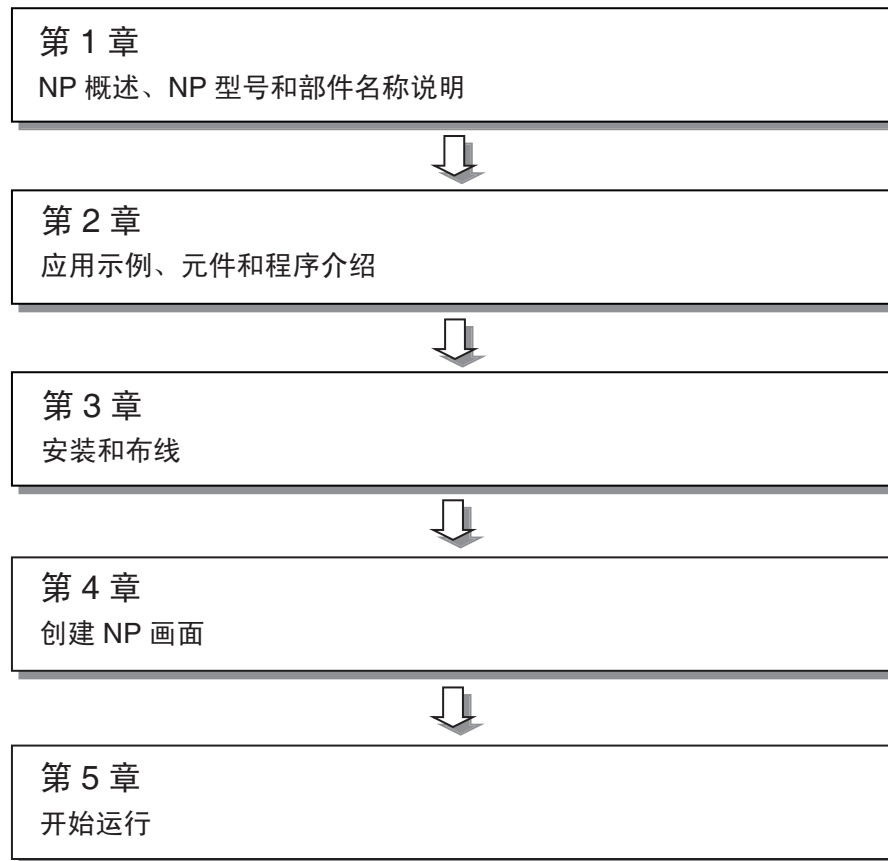 第 1 章
NP 概述、NP 型号和部件名称说明
第 2 章
应用示例、元件和程序介绍
第 3 章
安装和布线
第 4 章
创建 NP 画面
第 5 章
开始运行